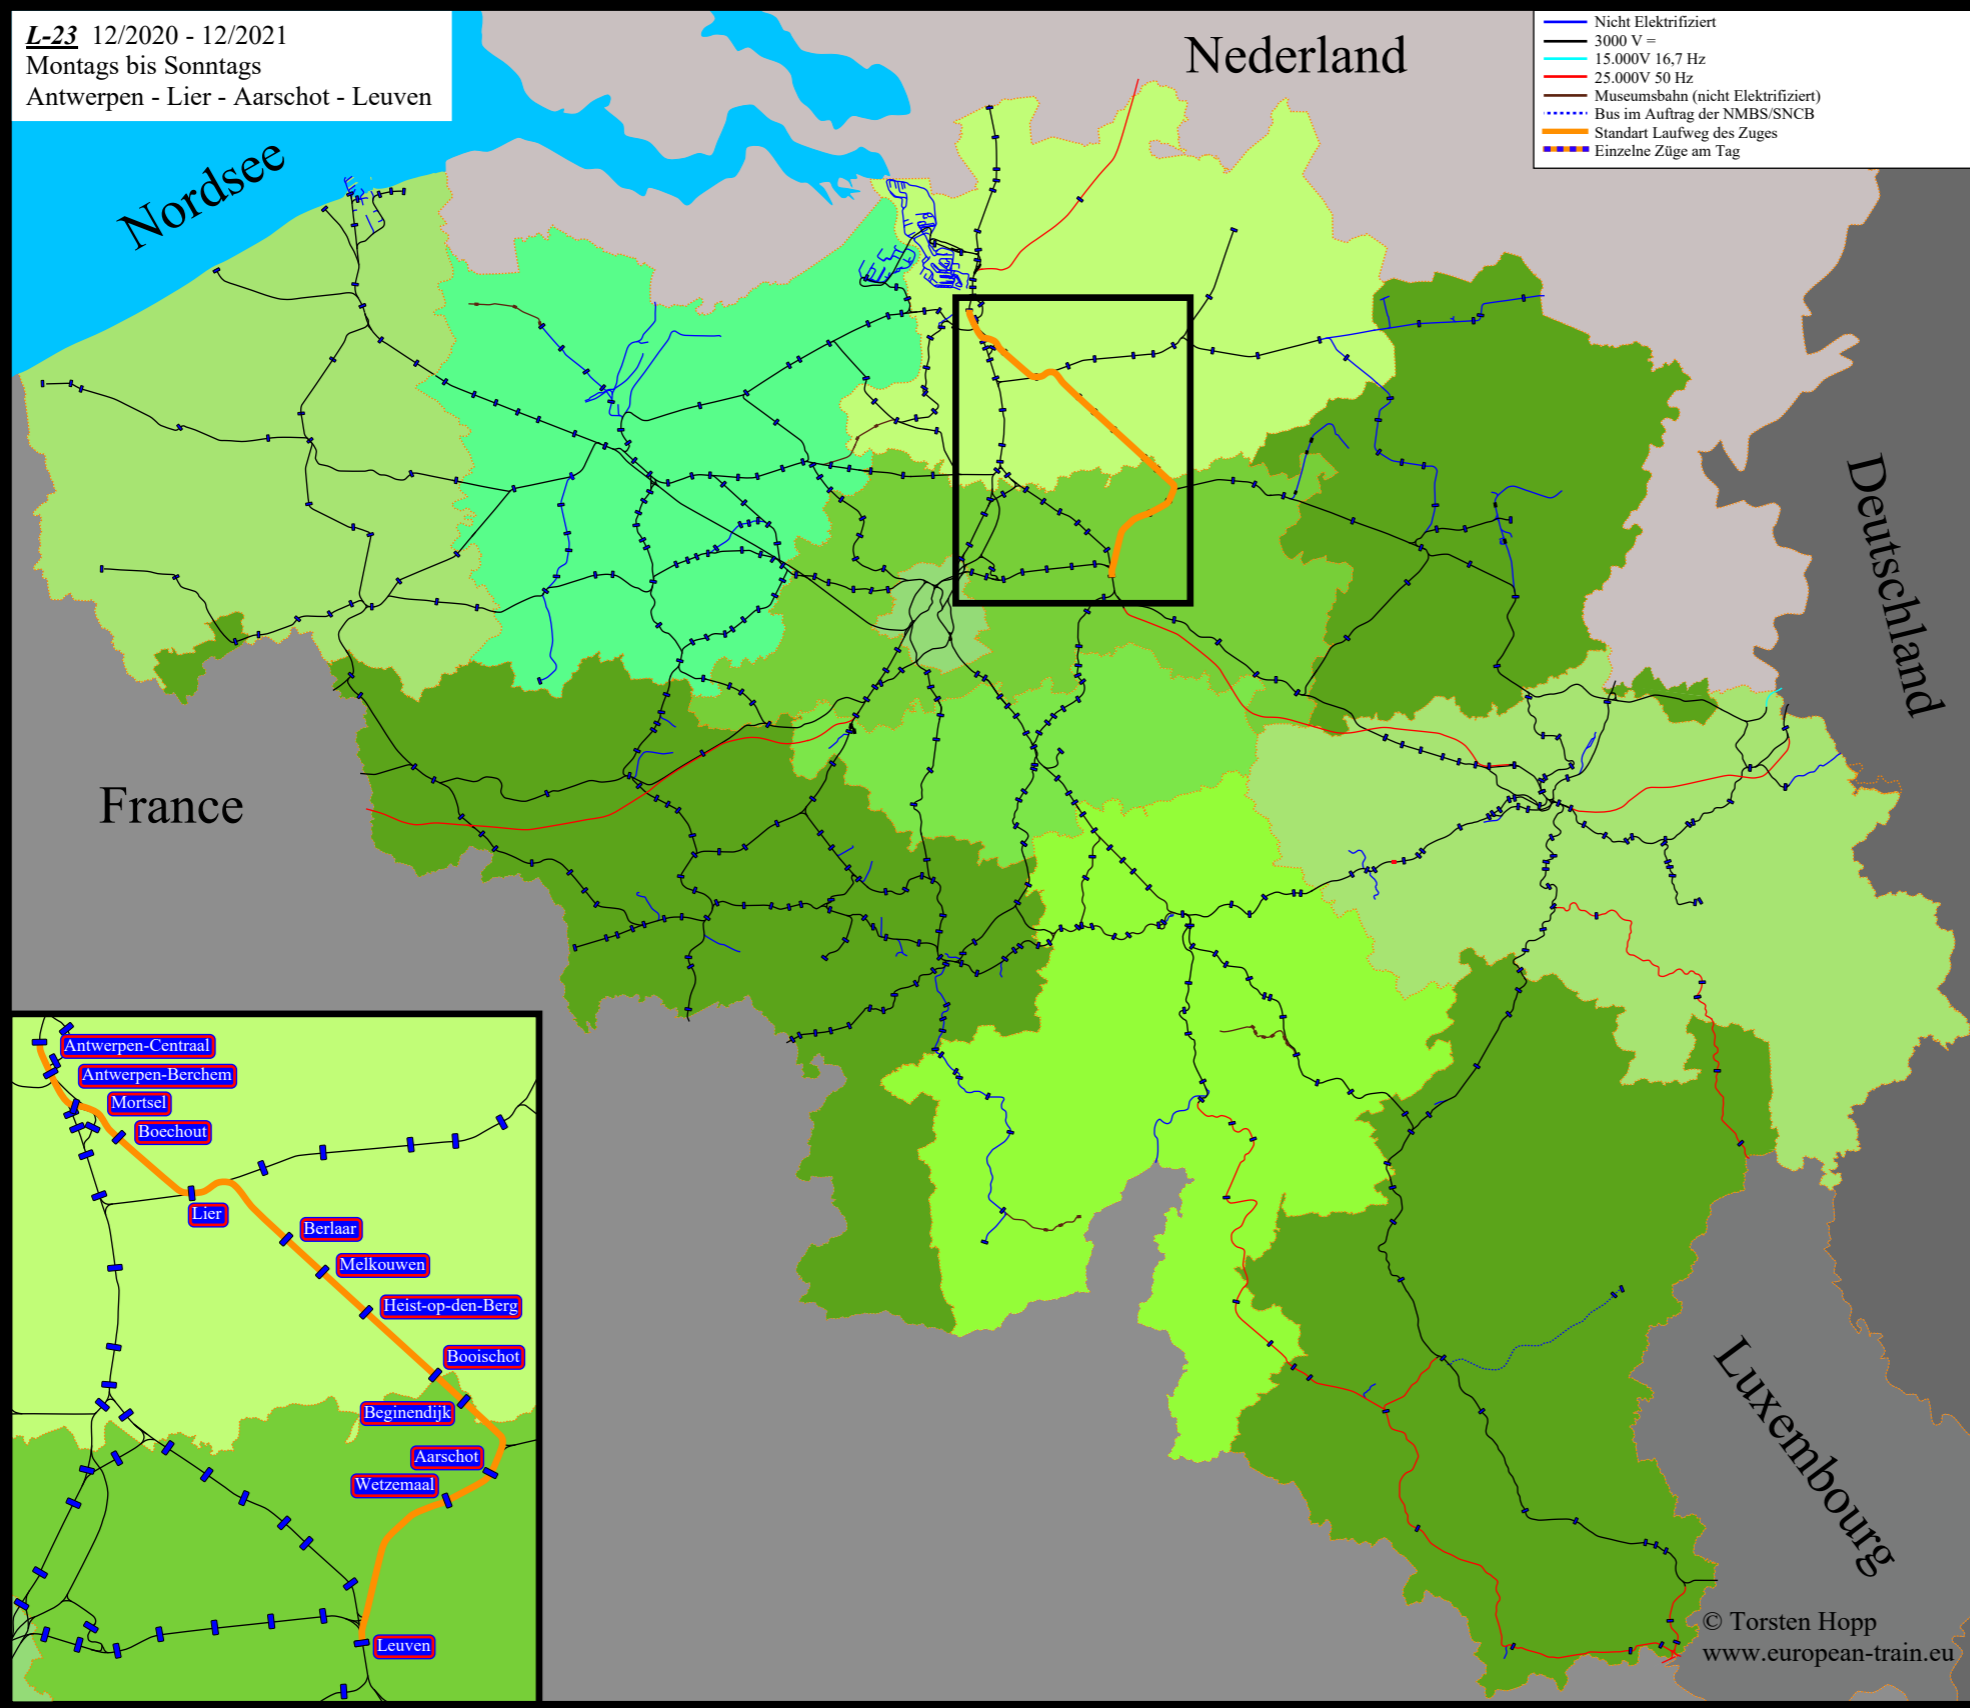 L-23 12/2020 - 12/2021
Montags bis Sonntags
Antwerpen - Lier - Aarschot - Leuven
Nicht Elektrifiziert
3000 V =
15.000V 16,7 Hz
25.000V 50 Hz
Museumsbahn (nicht Elektrifiziert)
Bus im Auftrag der NMBS/SNCB
Standart Laufweg des Zuges
Einzelne Züge am Tag
Nederland
Nordsee
Deutschland
France
Luxembourg
Antwerpen-Centraal
Antwerpen-Berchem
Mortsel
Boechout
Lier
Berlaar
Melkouwen
Heist-op-den-Berg
Booischot
Beginendijk
Aarschot
Wetzemaal
Leuven
© Torsten Hopp
www.european-train.eu